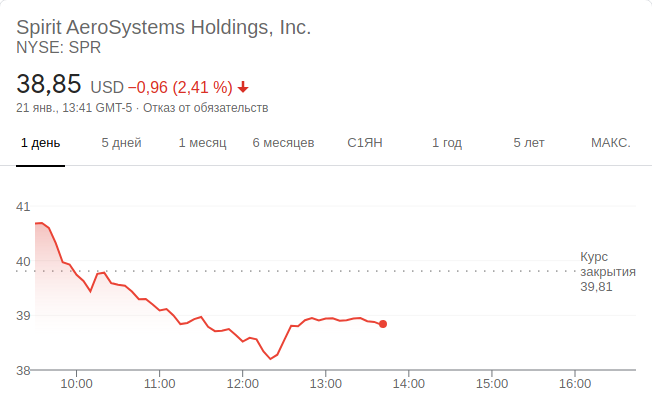 Spirit AeroSystems Holdings, Inc.
NYSE: SPR
38,85 USD −0,96 (2,41 %)
21 янв., 13:41 GMT-5 · Отказ от обязательств
1 день 5 дней 1 месяц 6 месяцев С1ЯН 1 год 5 лет МАКС.
41
40
39
38
Курс
закрытия
39,81
10:00 11:00 12:00 13:00 14:00 15:00 16:00